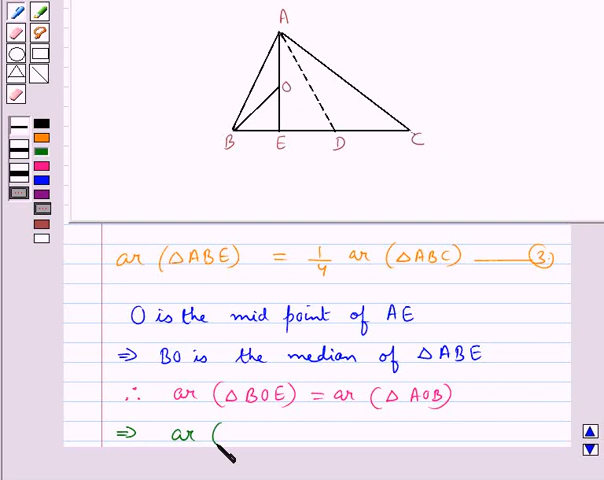 A
O
B E D C
ar (△ABE) = 1/4 ar (△ABC) —— ③
O is the mid point of AE
⇒ BO is the median of △ABE
∴ ar (△BOE) = ar (△AOB)
⇒ ar (